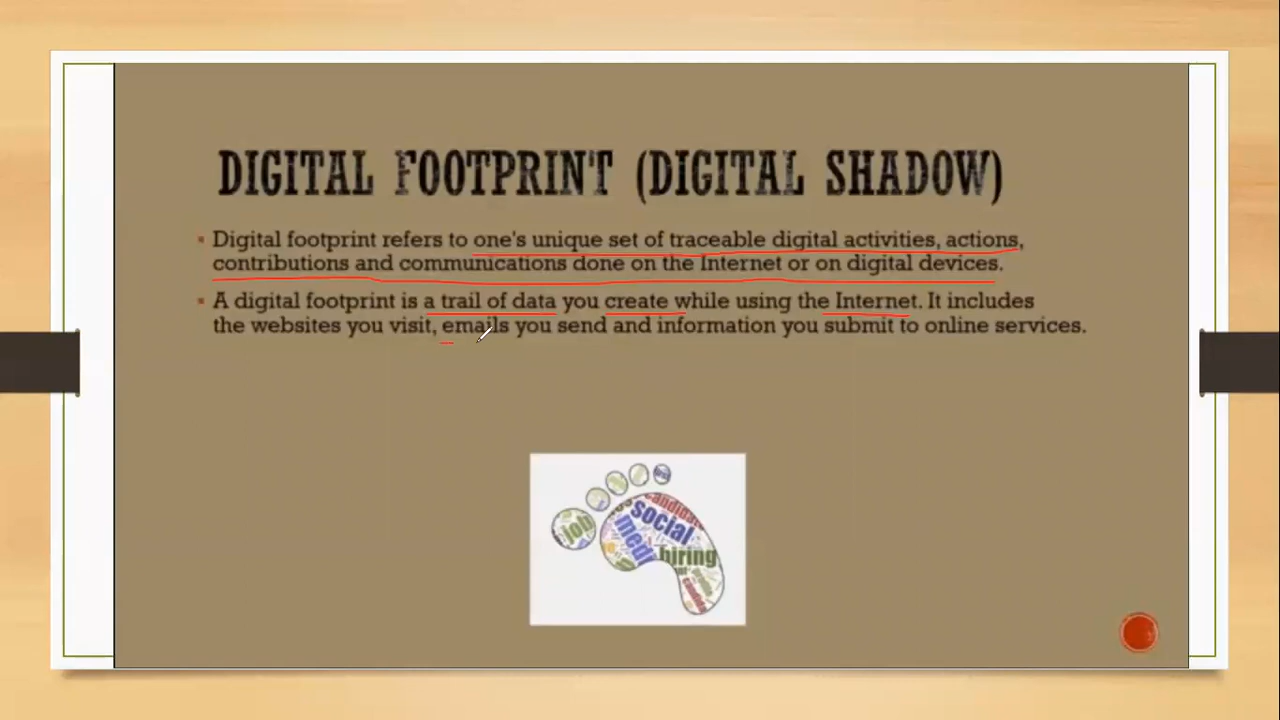 DIGITAL FOOTPRINT (DIGITAL SHADOW)
Digital footprint refers to one's unique set of traceable digital activities, actions,
contributions and communications done on the Internet or on digital devices.
A digital footprint is a trail of data you create while using the Internet. It includes
the websites you visit, emails you send and information you submit to online services.
candidate
social
job
hiring